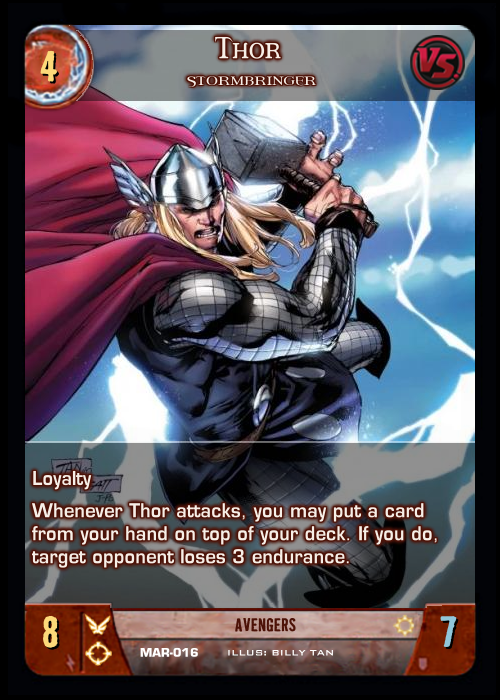 4
THOR
VS
STORMBRINGER
Loyalty
Whenever Thor attacks, you may put a card
from your hand on top of your deck. If you do,
target opponent loses 3 endurance.
8
AVENGERS
7
MAR-016 ILLUS: BILLY TAN